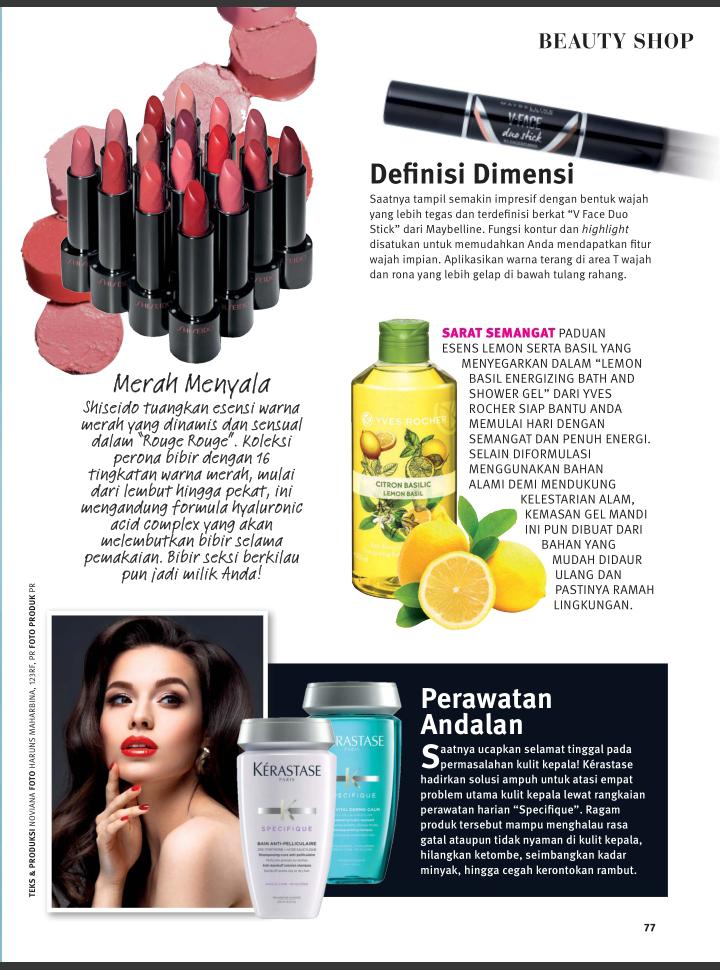 BEAUTY SHOP
MAYBELLINE
V-FACE
duo stick
Definisi Dimensi
Saatnya tampil semakin impresif dengan bentuk wajah
yang lebih tegas dan terdefinisi berkat “V Face Duo
Stick” dari Maybelline. Fungsi kontur dan highlight
disatukan untuk memudahkan Anda mendapatkan fitur
wajah impian. Aplikasikan warna terang di area T wajah
dan rona yang lebih gelap di bawah tulang rahang.
SHISEIDO
SHISEIDO
SHISEIDO
Merah Menyala
Shiseido tuangkan esensi warna
merah yang dinamis dan sensual
dalam “Rouge Rouge”. Koleksi
perona bibir dengan 16
tingkatan warna merah, mulai
dari lembut hingga pekat, ini
mengandung formula hyaluronic
acid complex yang akan
melembutkan bibir selama
pemakaian. Bibir seksi berkilau
pun jadi milik Anda!
YVES ROCHER
CITRON BASILIC
LEMON BASIL
SARAT SEMANGAT PADUAN
ESENS LEMON SERTA BASIL YANG
MENYEGARKAN DALAM “LEMON
BASIL ENERGIZING BATH AND
SHOWER GEL” DARI YVES
ROCHER SIAP BANTU ANDA
MEMULAI HARI DENGAN
SEMANGAT DAN PENUH ENERGI.
SELAIN DIFORMULASI
MENGGUNAKAN BAHAN
ALAMI DEMI MENDUKUNG
KELESTARIAN ALAM,
KEMASAN GEL MANDI
INI PUN DIBUAT DARI
BAHAN YANG
MUDAH DIDAUR
ULANG DAN
PASTINYA RAMAH
LINGKUNGAN.
TEKS & PRODUKSI NOVIANA FOTO HARUNS MAHARBINA, 123RF, PR FOTO PRODUK PR
KÉRASTASE
PARIS
K
SPECIFIQUE
BAIN ANTI-PELLICULAIRE
RASTASE
PARIS
K
ECIFIQUE
Perawatan
Andalan
Saatnya ucapkan selamat tinggal pada
permasalahan kulit kepala! Kérastase
hadirkan solusi ampuh untuk atasi empat
problem utama kulit kepala lewat rangkaian
perawatan harian “Specifique”. Ragam
produk tersebut mampu menghalau rasa
gatal ataupun tidak nyaman di kulit kepala,
hilangkan ketombe, seimbangkan kadar
minyak, hingga cegah kerontokan rambut.
77